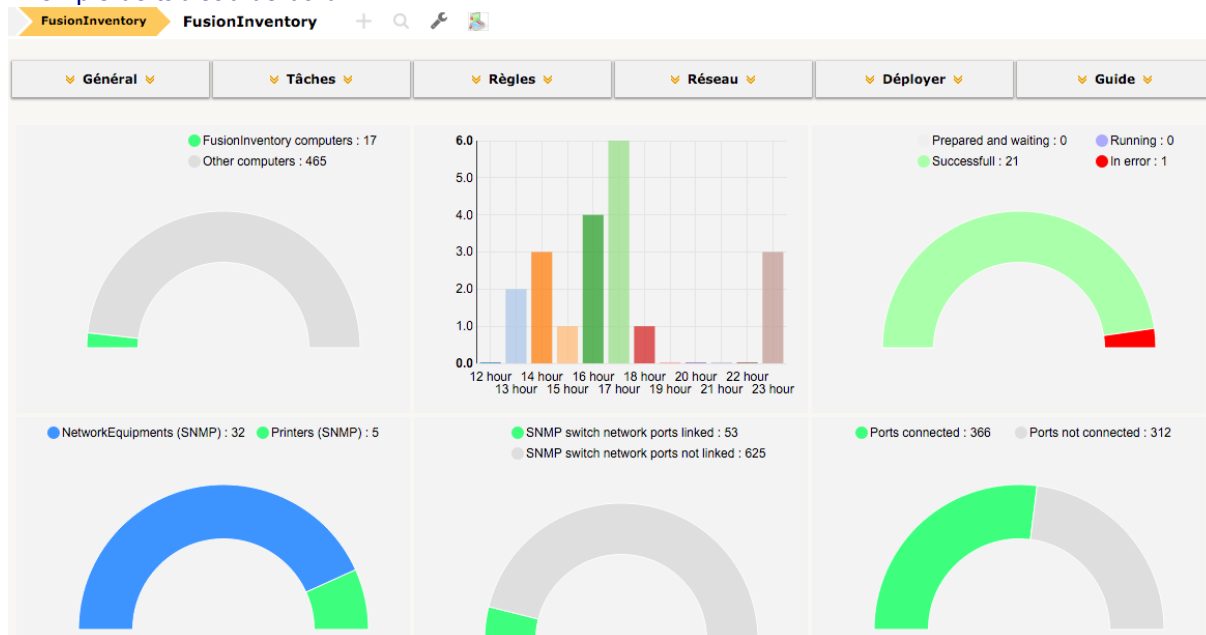 FusionInventory FusionInventory
Général Tâches Règles Réseau Déployer Guide
FusionInventory computers : 17
Other computers : 465
6.0
5.0
4.0
3.0
2.0
1.0
0.0
12 hour 14 hour 16 hour 18 hour 20 hour 22 hour
13 hour 15 hour 17 hour 19 hour 21 hour 23 hour
Prepared and waiting : 0 Running : 0
Successfull : 21 In error : 1
NetworkEquipments (SNMP) : 32 Printers (SNMP) : 5
SNMP switch network ports linked : 53
SNMP switch network ports not linked : 625
Ports connected : 366 Ports not connected : 312